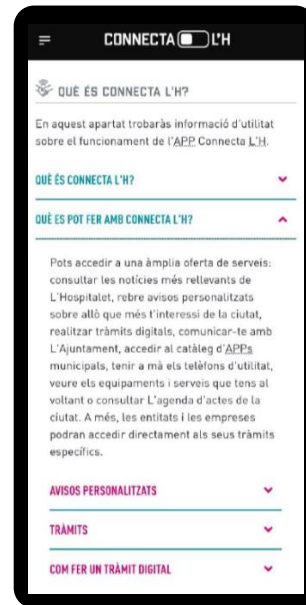 CONNECTA L'H
QUÈ ÉS CONNECTA L'H?
En aquest apartat trobaràs informació d'utilitat
sobre el funcionament de l'APP Connecta L'H.
QUÈ ÉS CONNECTA L'H?
QUÈ ES POT FER AMB CONNECTA L'H?
Pots accedir a una àmplia oferta de serveis:
consultar les notícies més rellevants de
L'Hospitalet, rebre avisos personalitzats
sobre allò que més t'interessi de la ciutat,
realitzar tràmits digitals, comunicar-te amb
L'Ajuntament, accedir al catàleg d'APPs
municipals, tenir a mà els telèfons d'utilitat,
veure els equipaments i serveis que tens al
voltant o consultar L'agenda d'actes de la
ciutat. A més, les entitats i les empreses
podran accedir directament als seus tràmits
específics.
AVISOS PERSONALITZATS
TRÀMITS
COM FER UN TRÀMIT DIGITAL